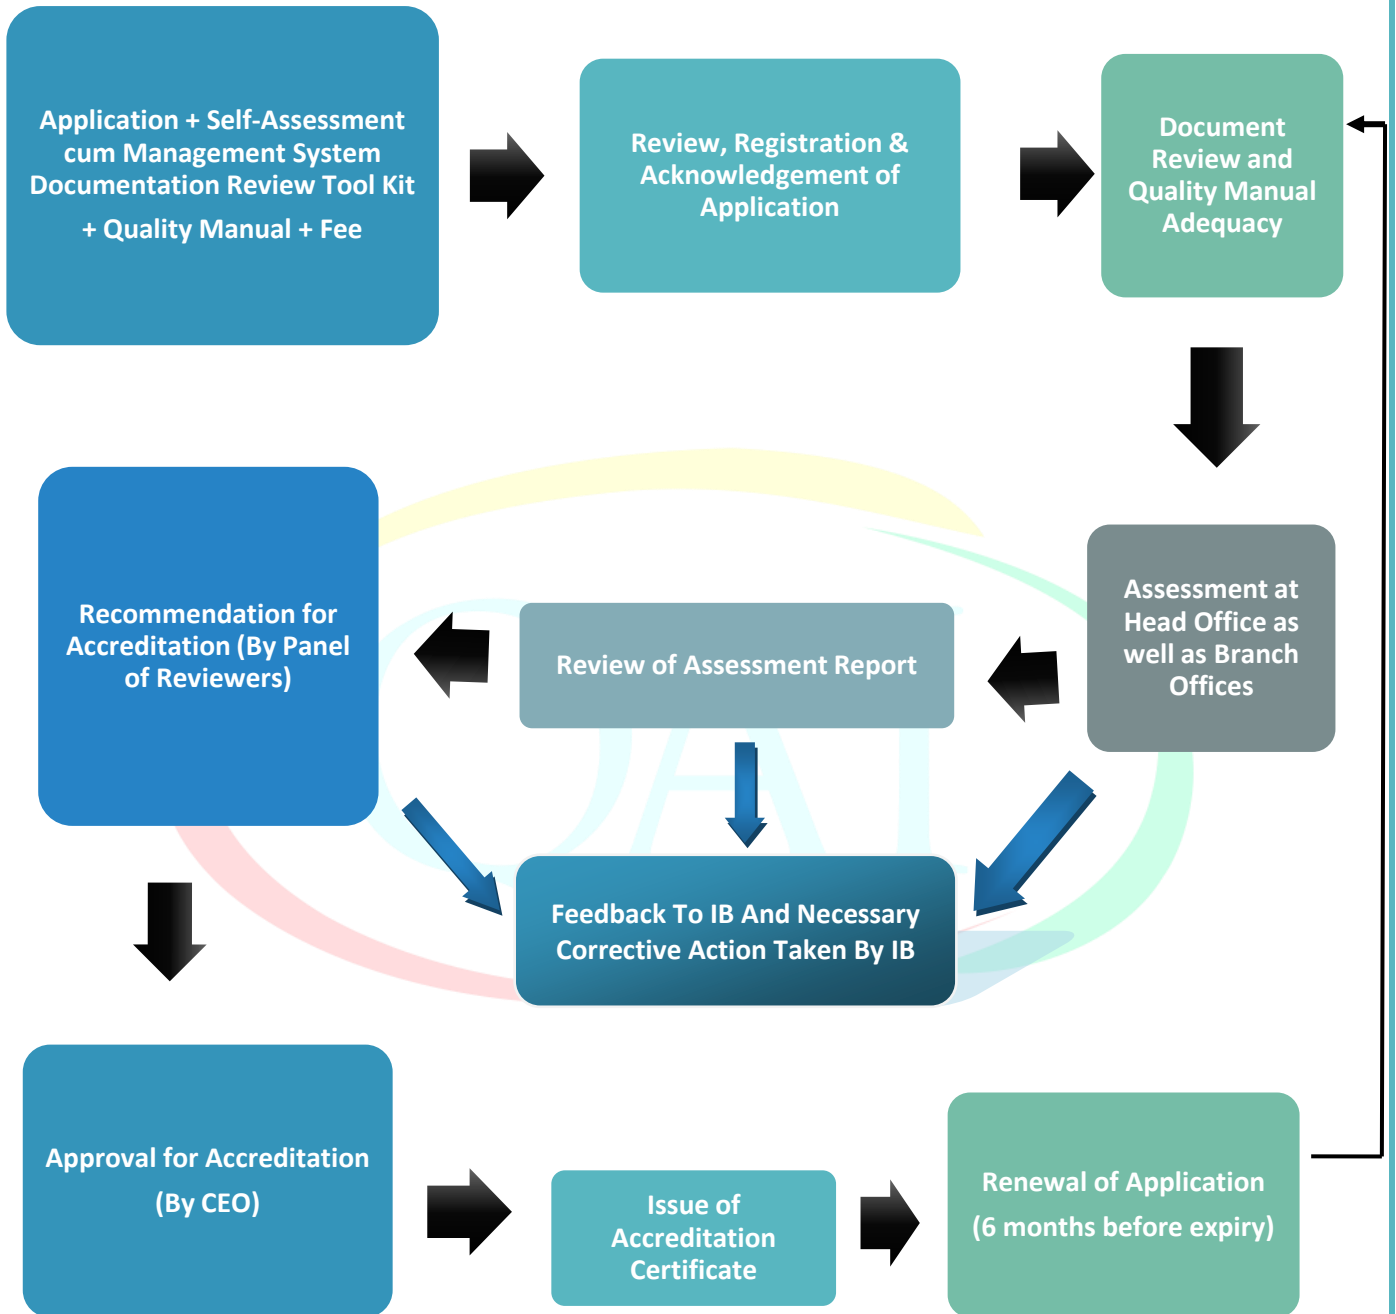 Application + Self-Assessment
cum Management System
Documentation Review Tool Kit
+ Quality Manual + Fee
Review, Registration &
Acknowledgement of
Application
Document
Review and
Quality Manual
Adequacy
Assessment at
Head Office as
well as Branch
Offices
Review of Assessment Report
Recommendation for
Accreditation (By Panel
of Reviewers)
Feedback To IB And Necessary
Corrective Action Taken By IB
Approval for Accreditation
(By CEO)
Issue of
Accreditation
Certificate
Renewal of Application
(6 months before expiry)